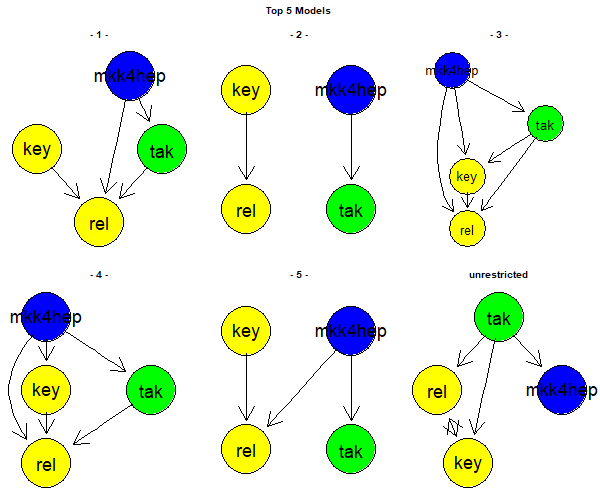 Top 5 Models
- 1 -
- 2 -
- 3 -
mkk4hep
key
tak
rel
key
mkk4hep
rel
tak
mkk4hep
tak
key
rel
- 4 -
- 5 -
unrestricted
mkk4hep
key
tak
rel
key
mkk4hep
rel
tak
tak
rel
mkk4hep
key